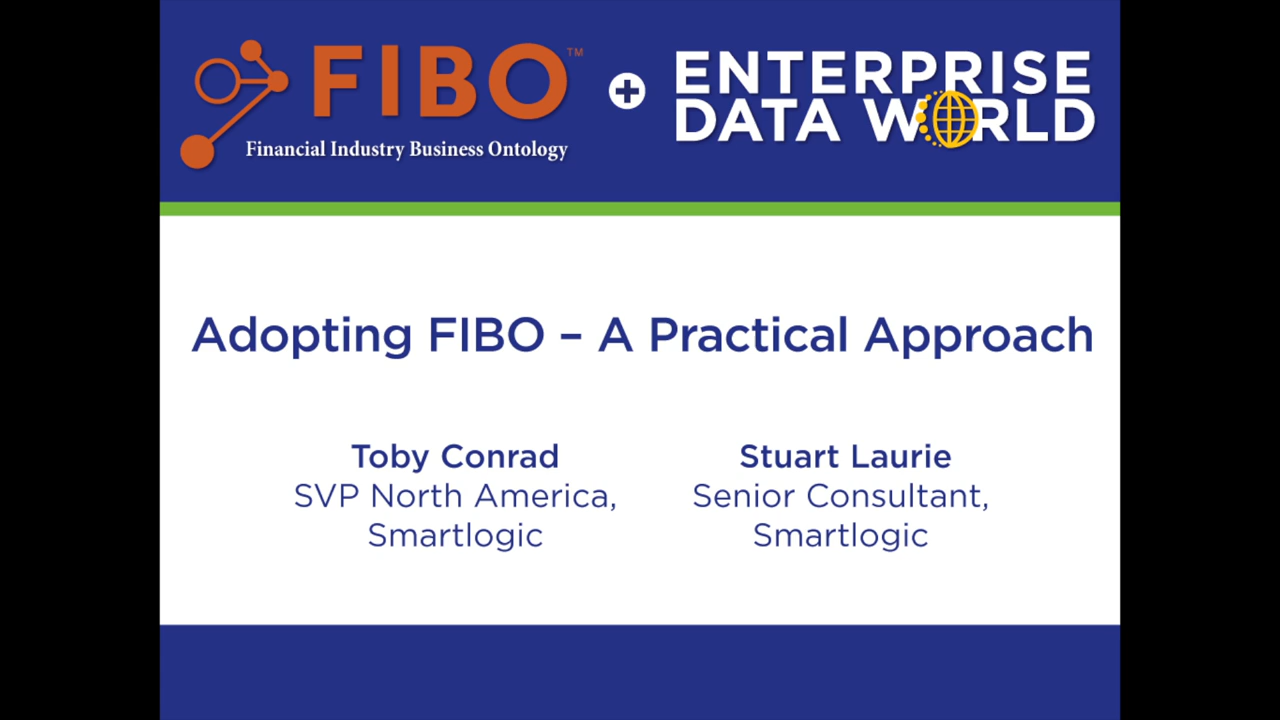 FIBO™
Financial Industry Business Ontology
+
ENTERPRISE
DATA WORLD
Adopting FIBO – A Practical Approach
Toby Conrad
SVP North America,
Smartlogic
Stuart Laurie
Senior Consultant,
Smartlogic